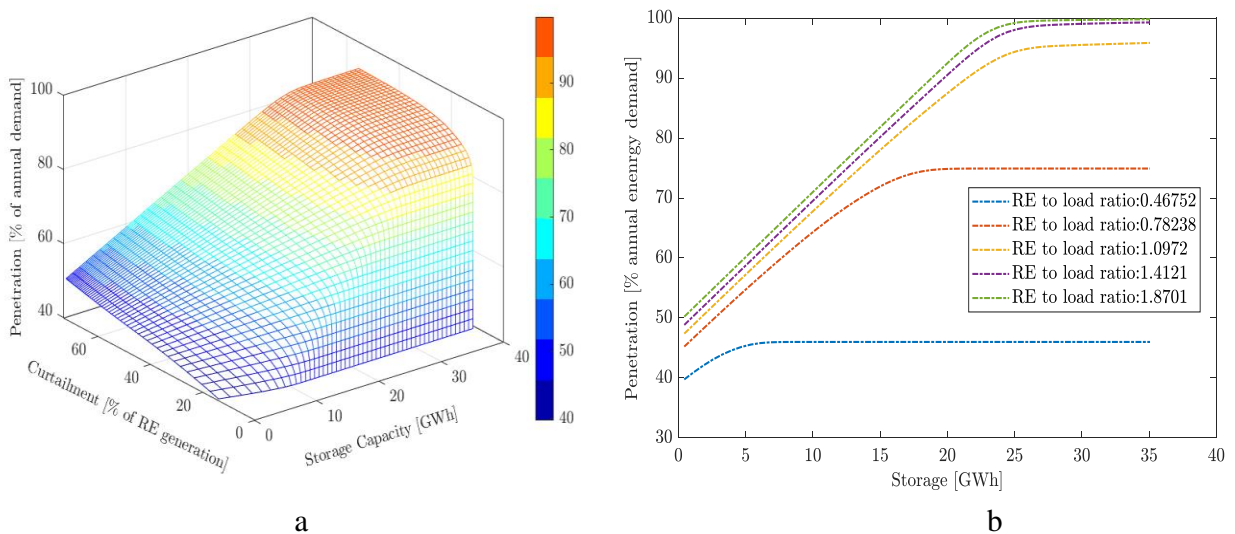 Penetration [% of annual demand]
100
80
60
40
60
40
20
0
Curtailment [% of RE generation]
0
10
20
30
40
Storage Capacity [GWh]
90
80
70
60
50
40
a
Penetration [% annual energy demand]
100
90
80
70
60
50
40
30
0 5 10 15 20 25 30 35 40
Storage [GWh]
RE to load ratio:0.46752
RE to load ratio:0.78238
RE to load ratio:1.0972
RE to load ratio:1.4121
RE to load ratio:1.8701
b